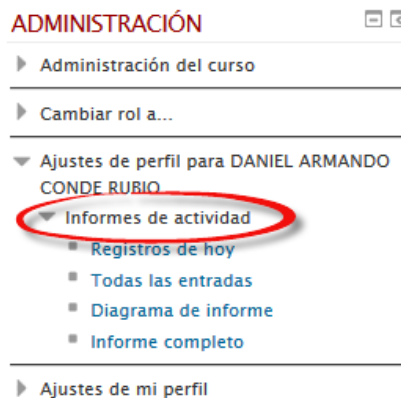 ADMINISTRACIÓN
Administración del curso
Cambiar rol a...
Ajustes de perfil para DANIEL ARMANDO
CONDE RUBIO
Informes de actividad
Registros de hoy
Todas las entradas
Diagrama de informe
Informe completo
Ajustes de mi perfil